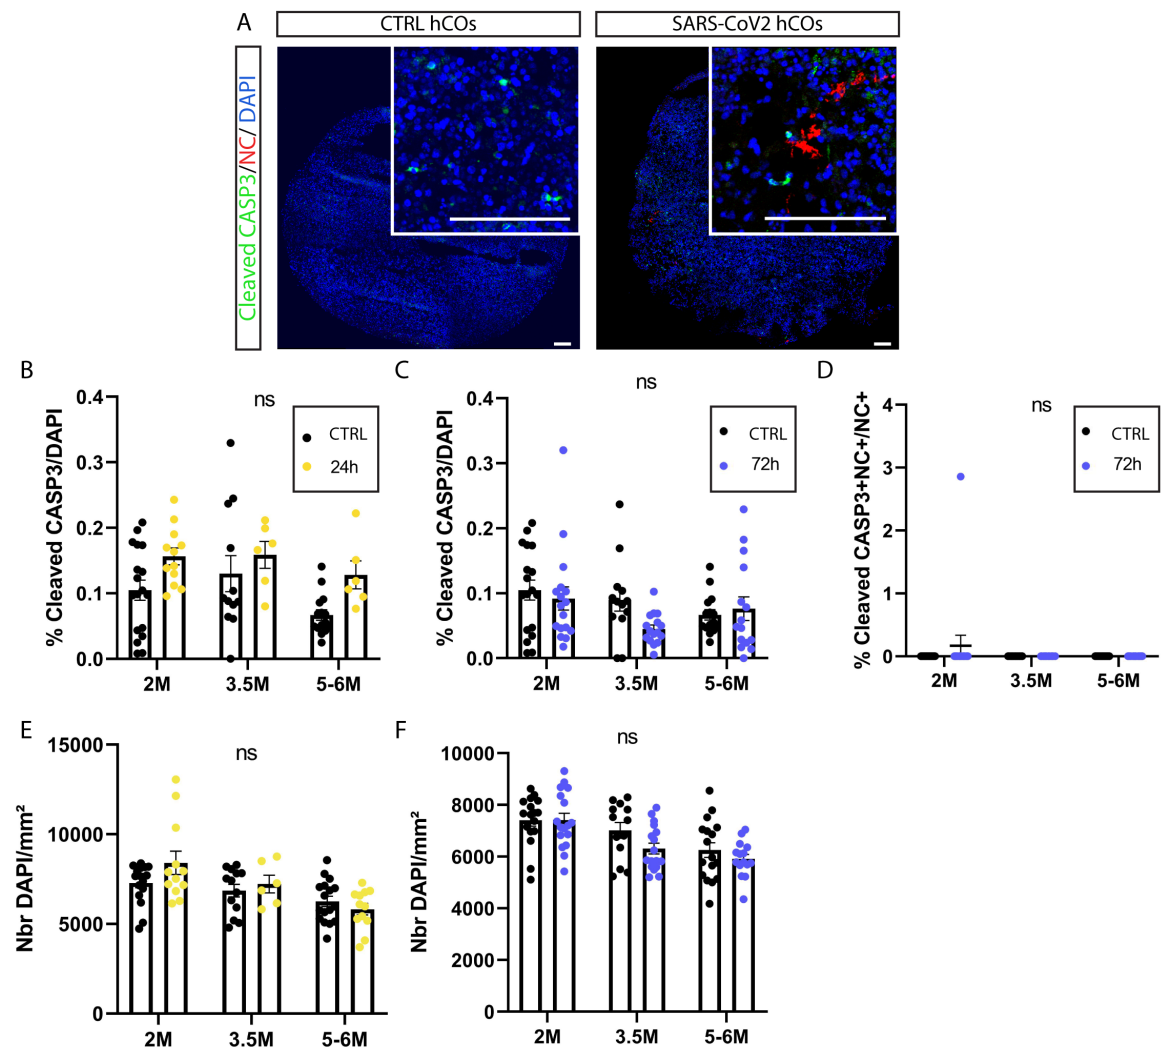 A
CTRL hCOs
SARS-CoV2 hCOs
Cleaved CASP3/NC/ DAPI
B
% Cleaved CASP3/DAPI
0.4
0.3
0.2
0.1
0.0
ns
CTRL
24h
2M
3.5M
5-6M
C
% Cleaved CASP3/DAPI
0.4
0.3
0.2
0.1
0.0
ns
CTRL
72h
2M
3.5M
5-6M
D
% Cleaved CASP3+NC+/NC+
4
3
2
1
0
ns
CTRL
72h
2M
3.5M
5-6M
E
Nbr DAPI/mm²
15000
10000
5000
0
ns
2M
3.5M
5-6M
F
Nbr DAPI/mm²
10000
8000
6000
4000
2000
0
ns
2M
3.5M
5-6M